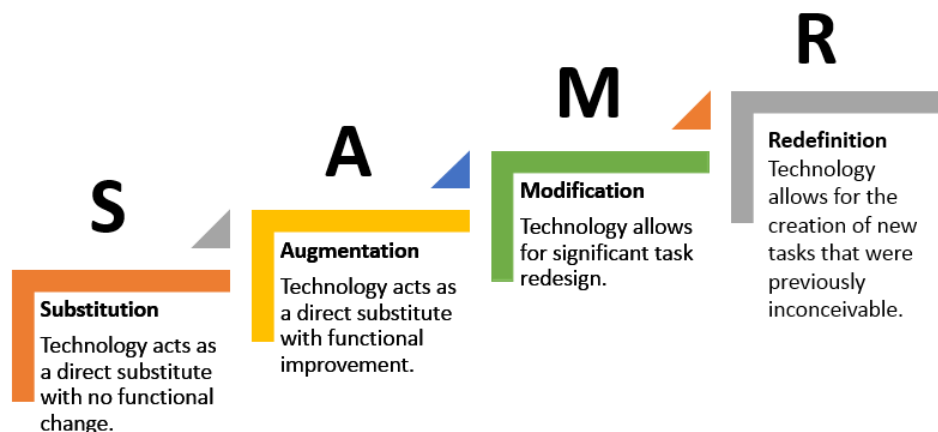 S
Substitution
Technology acts as
a direct substitute
with no functional
change.
A
Augmentation
Technology acts as
a direct substitute
with functional
improvement.
M
Modification
Technology allows
for significant task
redesign.
R
Redefinition
Technology
allows for the
creation of new
tasks that were
previously
inconceivable.